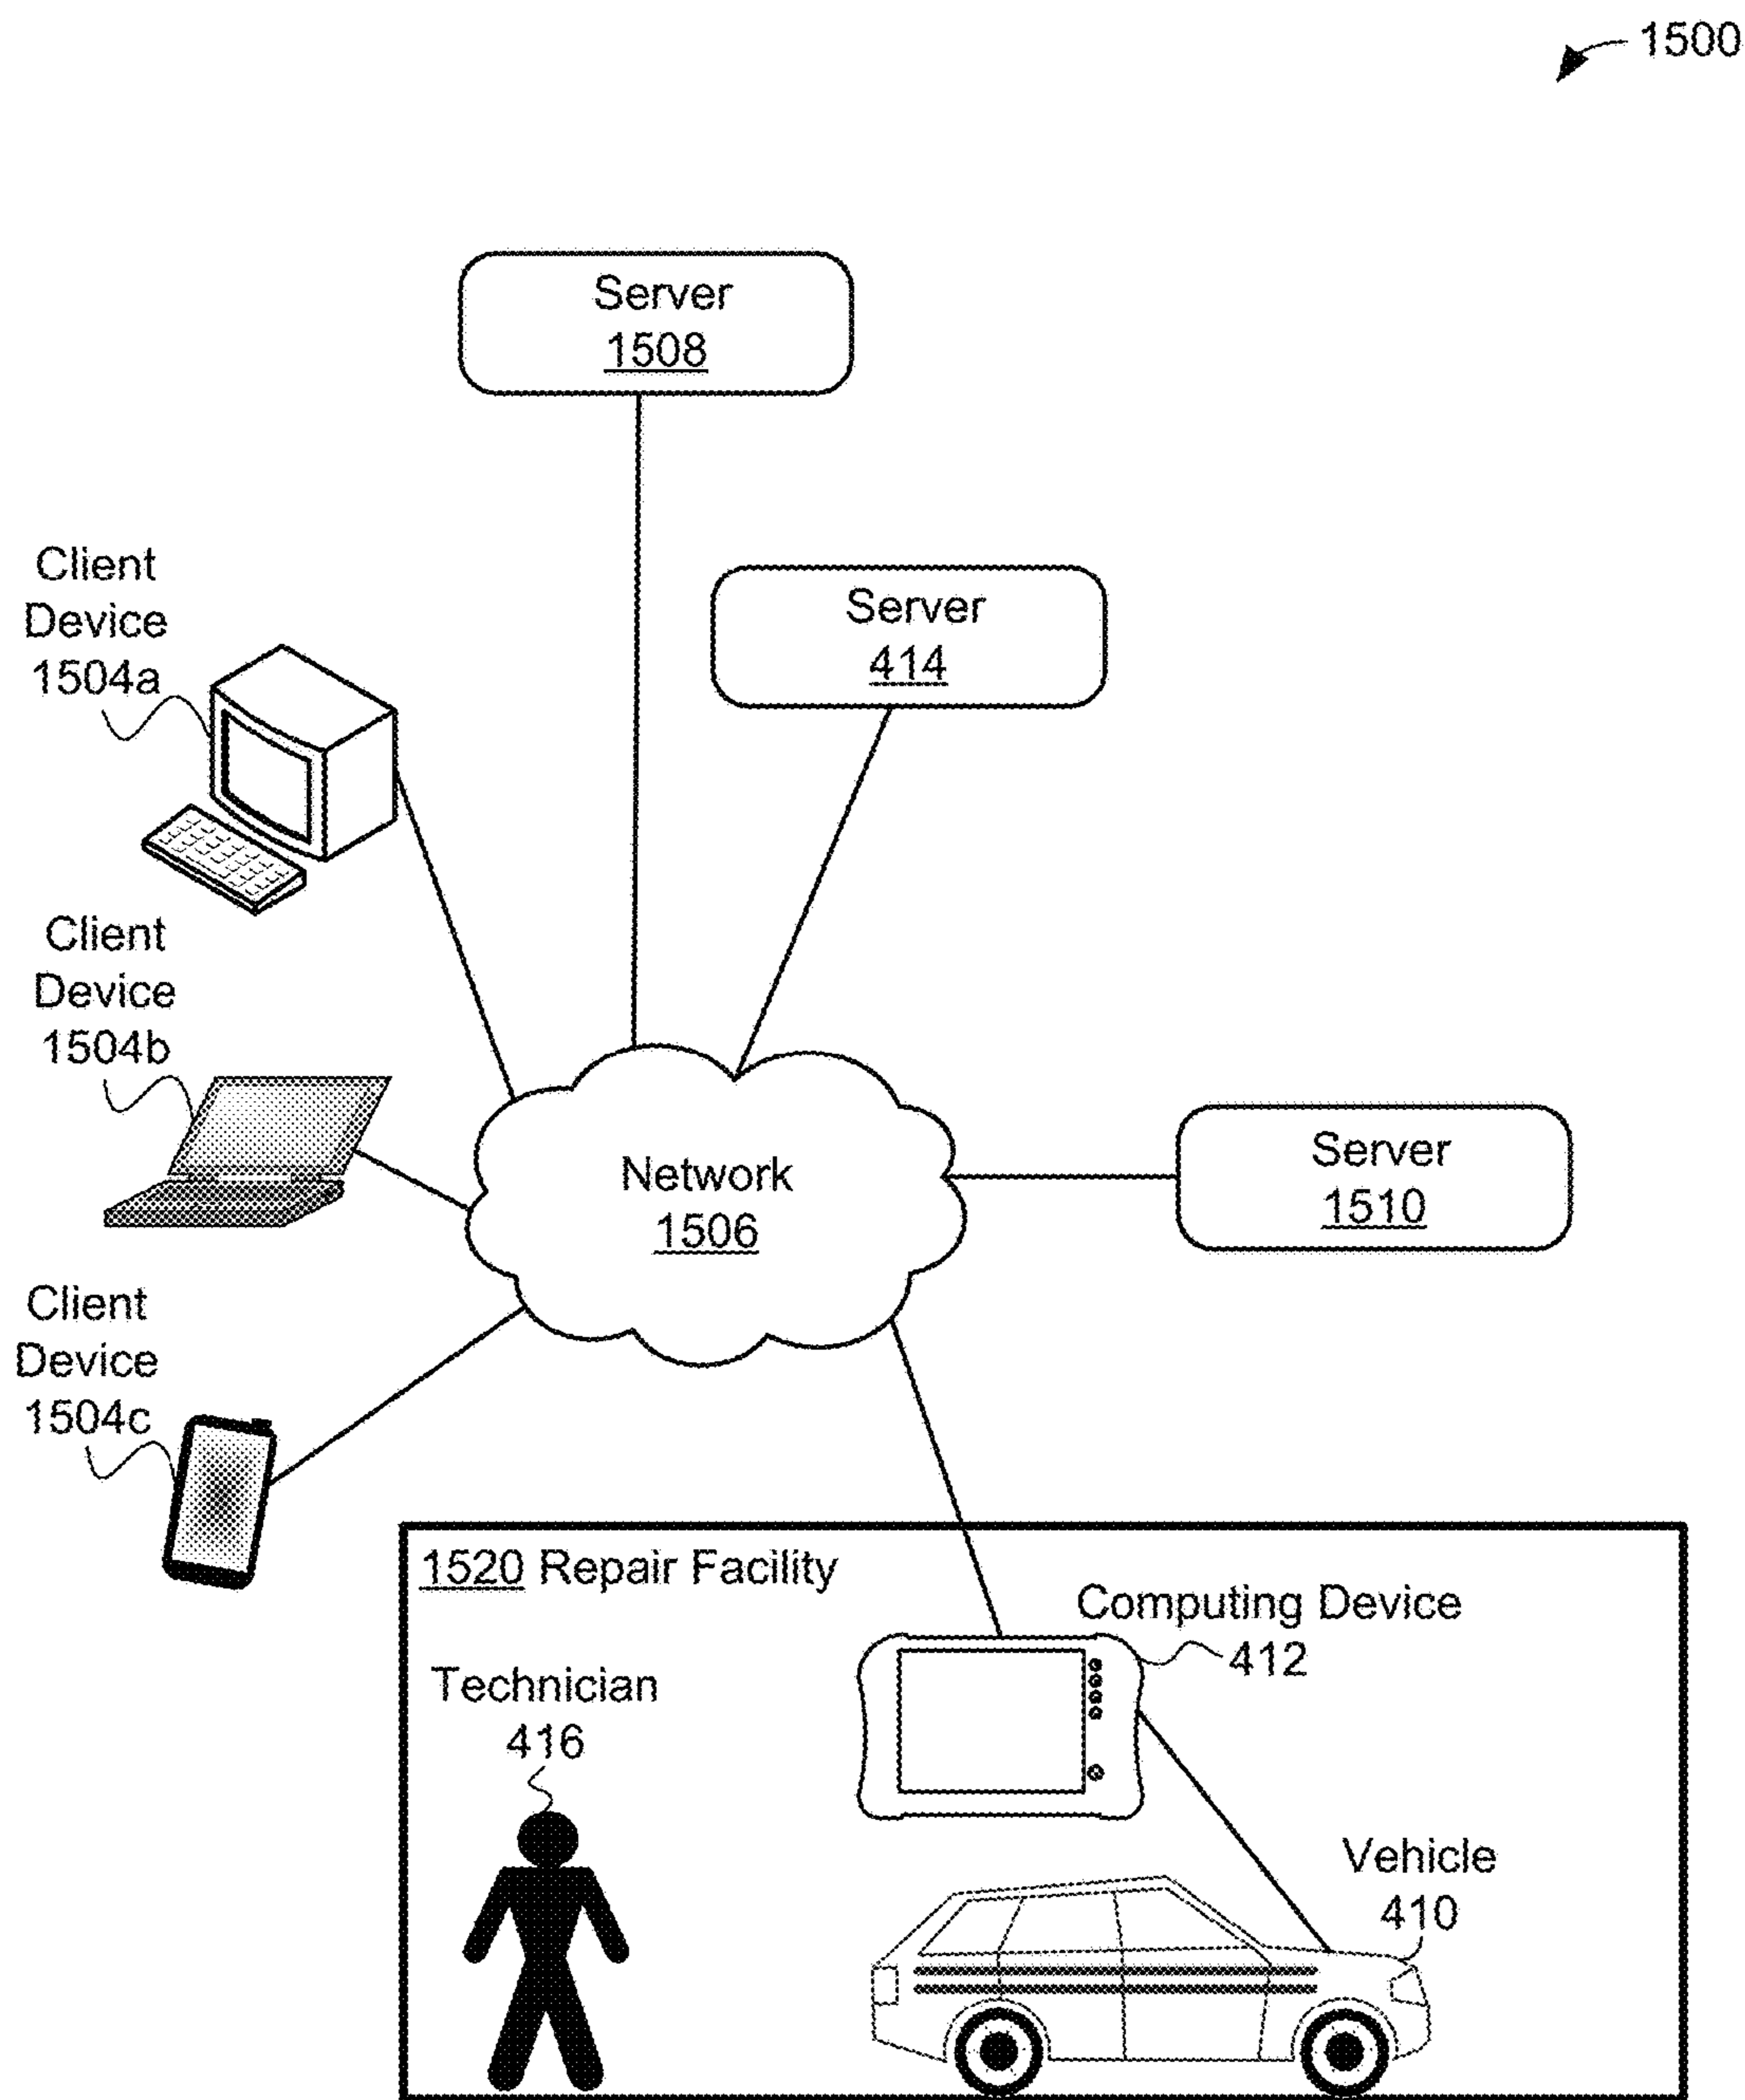 1500
Server
1508
Server
414
Client
Device
1504a
Client
Device
1504b
Network
1506
Server
1510
Client
Device
1504c
1520 Repair Facility
Computing Device
412
Technician
416
Vehicle
410